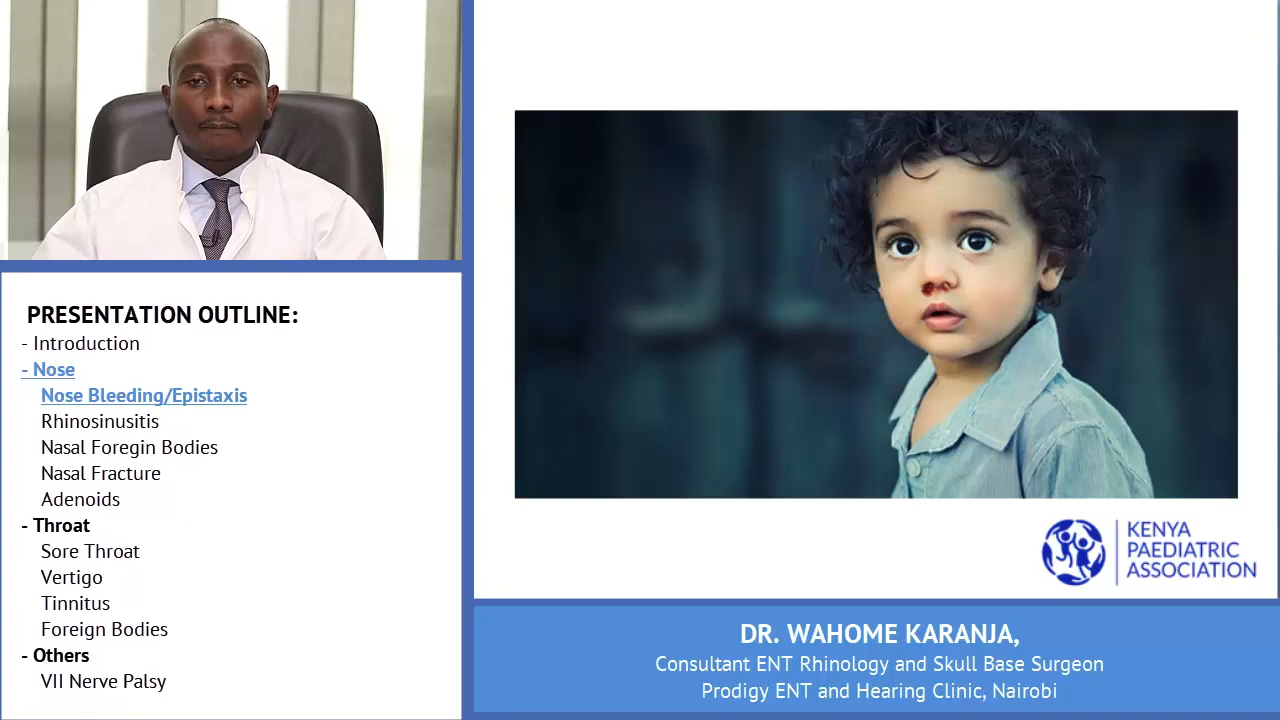 PRESENTATION OUTLINE:
- Introduction
- Nose
Nose Bleeding/Epistaxis
Rhinosinusitis
Nasal Foregin Bodies
Nasal Fracture
Adenoids
- Throat
Sore Throat
Vertigo
Tinnitus
Foreign Bodies
- Others
VII Nerve Palsy
KENYA
PAEDIATRIC
ASSOCIATION
DR. WAHOME KARANJA,
Consultant ENT Rhinology and Skull Base Surgeon
Prodigy ENT and Hearing Clinic, Nairobi